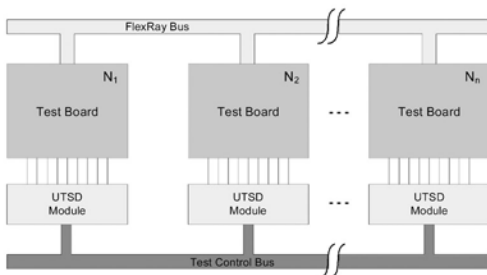 FlexRay Bus
N1 N2 Nn
Test Board Test Board Test Board
UTSD UTSD UTSD
Module Module Module
Test Control Bus